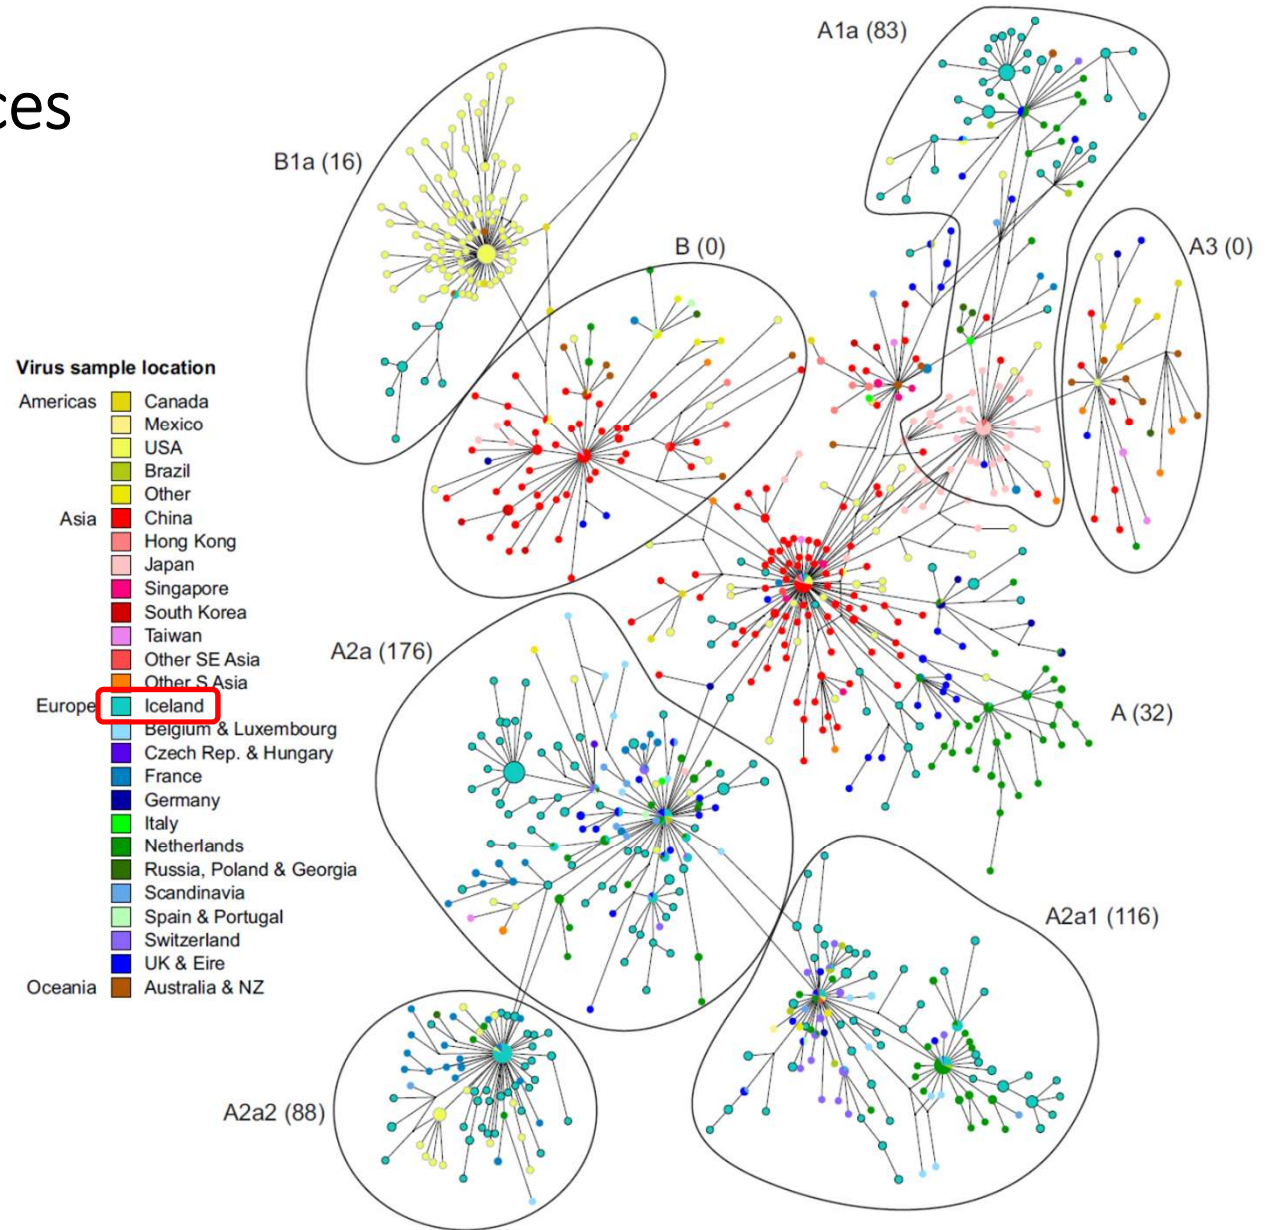 ces
A1a (83)
B1a (16)
B (0)
A3 (0)
Virus sample location
Americas
Canada
Mexico
USA
Brazil
Other
Asia
China
Hong Kong
Japan
Singapore
South Korea
Taiwan
Other SE Asia
Other S Asia
Europe
Iceland
Belgium & Luxembourg
Czech Rep. & Hungary
France
Germany
Italy
Netherlands
Russia, Poland & Georgia
Scandinavia
Spain & Portugal
Switzerland
UK & Eire
Oceania
Australia & NZ
A2a (176)
A (32)
A2a1 (116)
A2a2 (88)